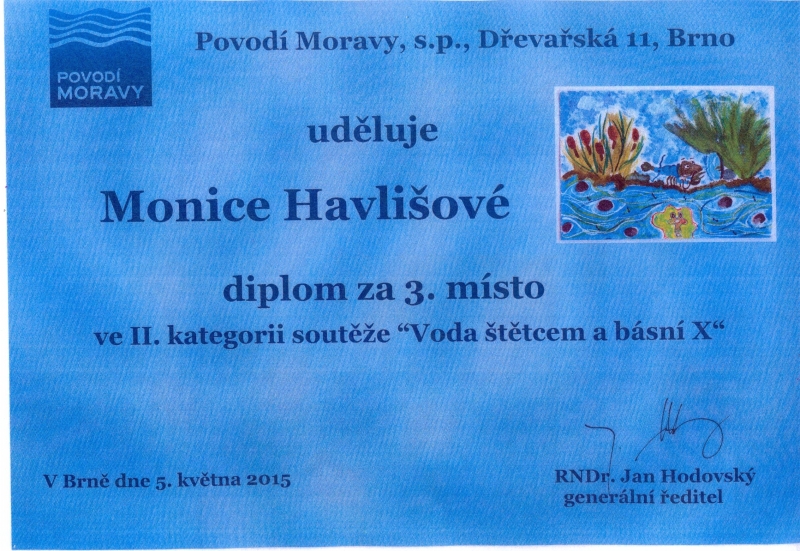 POVODÍ
MORAVY
Povodí Moravy, s.p., Dřevařská 11, Brno
uděluje
Monice Havlišové
diplom za 3. místo
ve II. kategorii soutěže “Voda štětcem a básní X“
V Brně dne 5. května 2015
RNDr. Jan Hodovský
generální ředitel